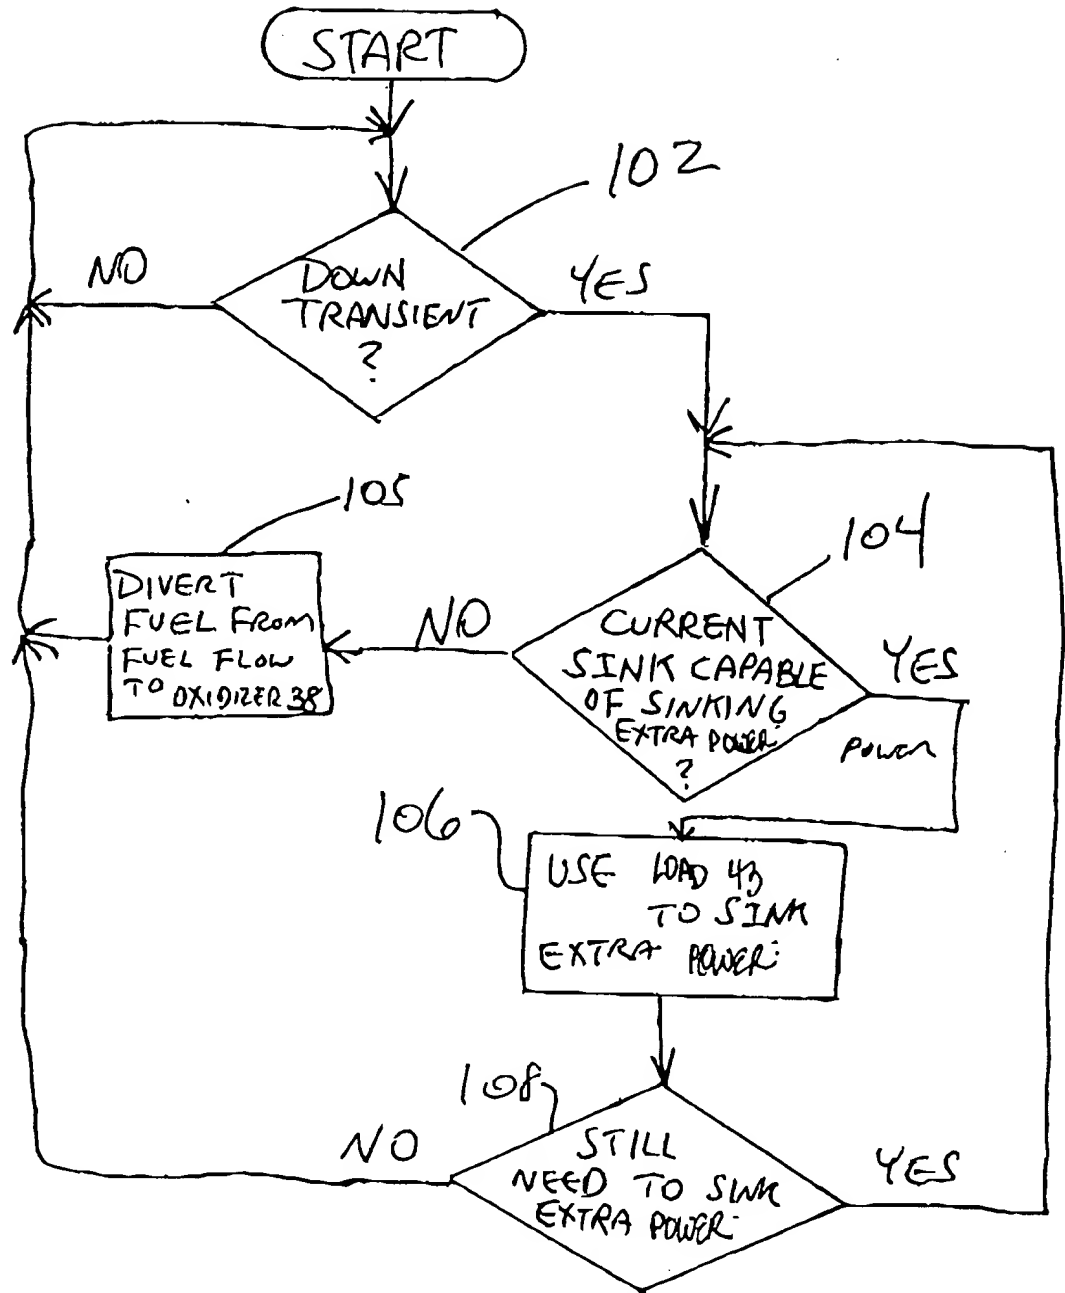 START
102
NO
YES
DOWN
TRANSIENT
?
105
104
DIVERT
FUEL FROM
FUEL FLOW
TO OXIDIZER 38
NO
CURRENT
SINK CAPABLE
OF SINKING
EXTRA POWER
?
YES
POWER
106
USE LOAD 43
TO SINK
EXTRA POWER
108
NO
STILL
NEED TO SINK
EXTRA POWER
YES